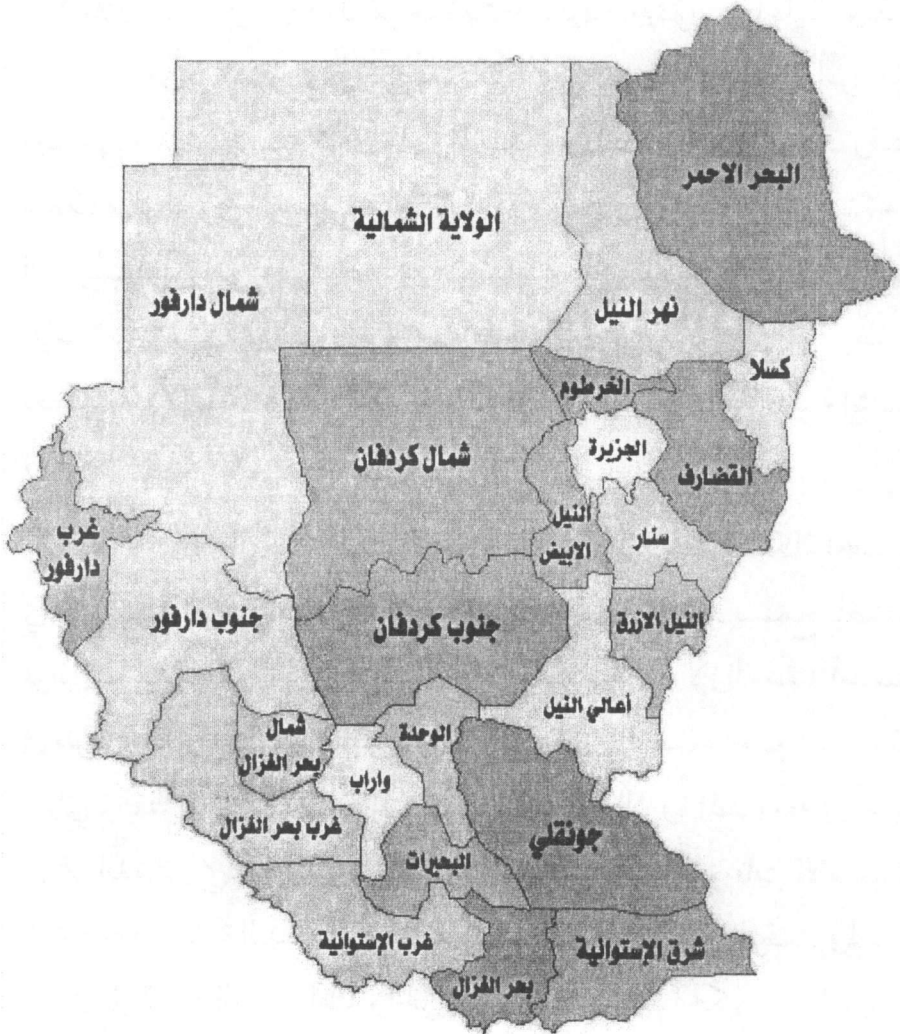 البحر الاحمر
الولاية الشمالية
شمال دارفور
نهر النيل
كسلا
الخرطوم
الجزيرة
شمال كردفان
القضارف
النيل
الابيض
سنار
غرب
دارفور
جنوب دارفور
جنوب كردفان
النيل الازرق
أعالي النيل
شمال
بحر الغزال
الوحدة
واراب
غرب بحر الغزال
جونقلي
البحيرات
غرب الإستوائية
شرق الإستوائية
بحر الغزال